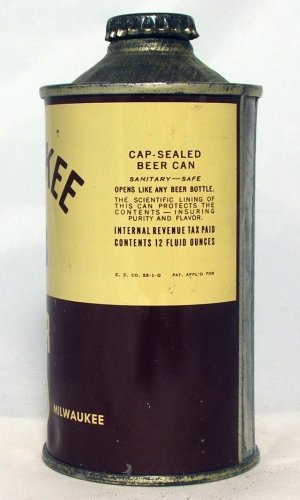 KEE
CAP-SEALED
BEER CAN
SANITARY—SAFE
OPENS LIKE ANY BEER BOTTLE.
THE SCIENTIFIC LINING OF
THIS CAN PROTECTS THE
CONTENTS — INSURING
PURITY AND FLAVOR.
INTERNAL REVENUE TAX PAID
CONTENTS 12 FLUID OUNCES
C. C. CO. 52-1-O PAT. APPL'D FOR
R
MILWAUKEE